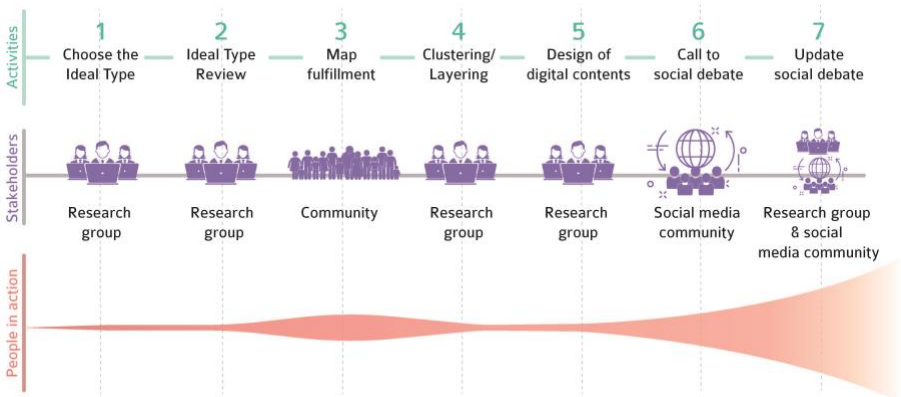 Activities
1
Choose the
Ideal Type
2
Ideal Type
Review
3
Map
fulfillment
4
Clustering/
Layering
5
Design of
digital contents
6
Call to
social debate
7
Update
social debate
Stakeholders
Research
group
Research
group
Community
Research
group
Research
group
Social media
community
Research group
& social
media community
People in action